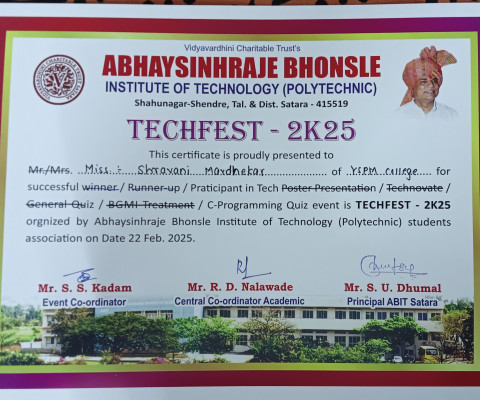 Vidyavardhini Charitable Trust's
ABHAYSINHRAJE BHONSLE
INSTITUTE OF TECHNOLOGY (POLYTECHNIC)
Shahunagar-Shendre, Tal. & Dist. Satara - 415519
TECHFEST - 2K25
This certificate is proudly presented to
Mr./Mrs. Miss :- Shravani Mardhekar of YSPM College for
successful winner / Runner-up / Praticipant in Tech Poster Presentation / Technovate /
General Quiz / BGMI Treatment / C-Programming Quiz event is TECHFEST - 2K25
orgnized by Abhaysinhraje Bhonsle Institute of Technology (Polytechnic) students
association on Date 22 Feb. 2025.
Mr. S. S. Kadam
Event Co-ordinator
Mr. R. D. Nalawade
Central Co-ordinator Academic
Mr. S. U. Dhumal
Principal ABIT Satara